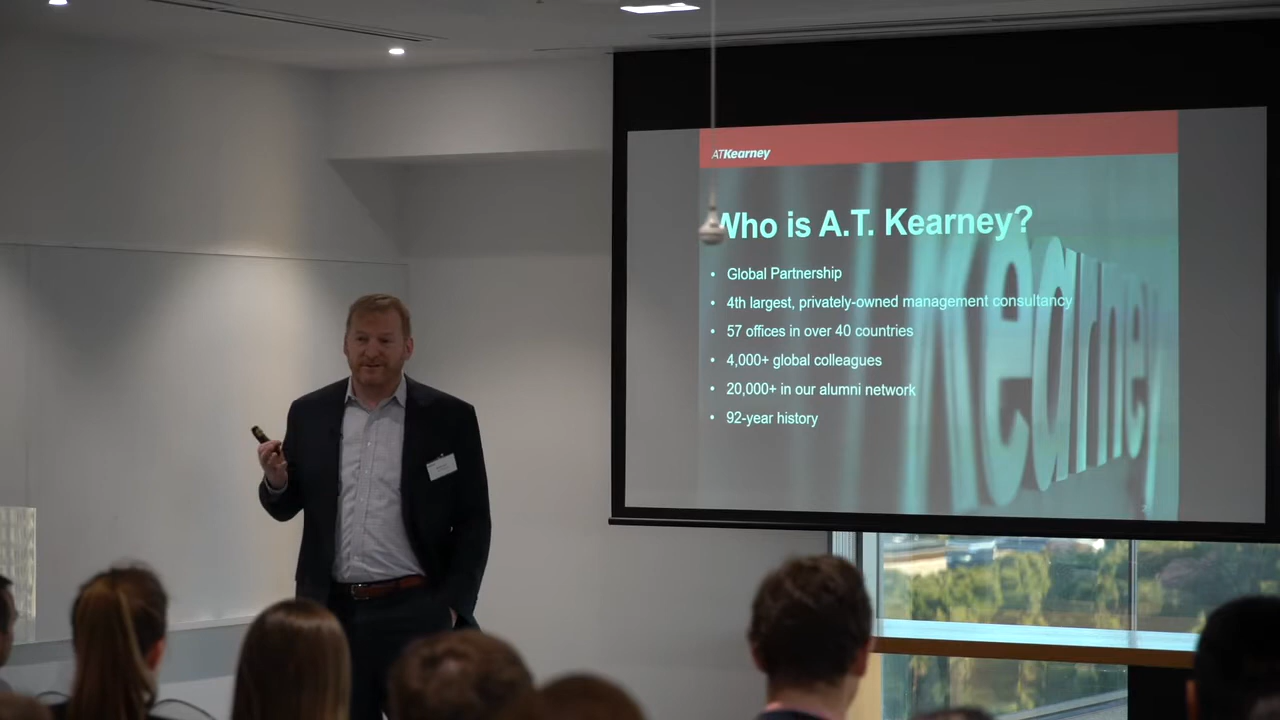 ATKearney
Who is A.T. Kearney?
• Global Partnership
• 4th largest, privately-owned management consultancy
• 57 offices in over 40 countries
• 4,000+ global colleagues
• 20,000+ in our alumni network
• 92-year history
Kearney